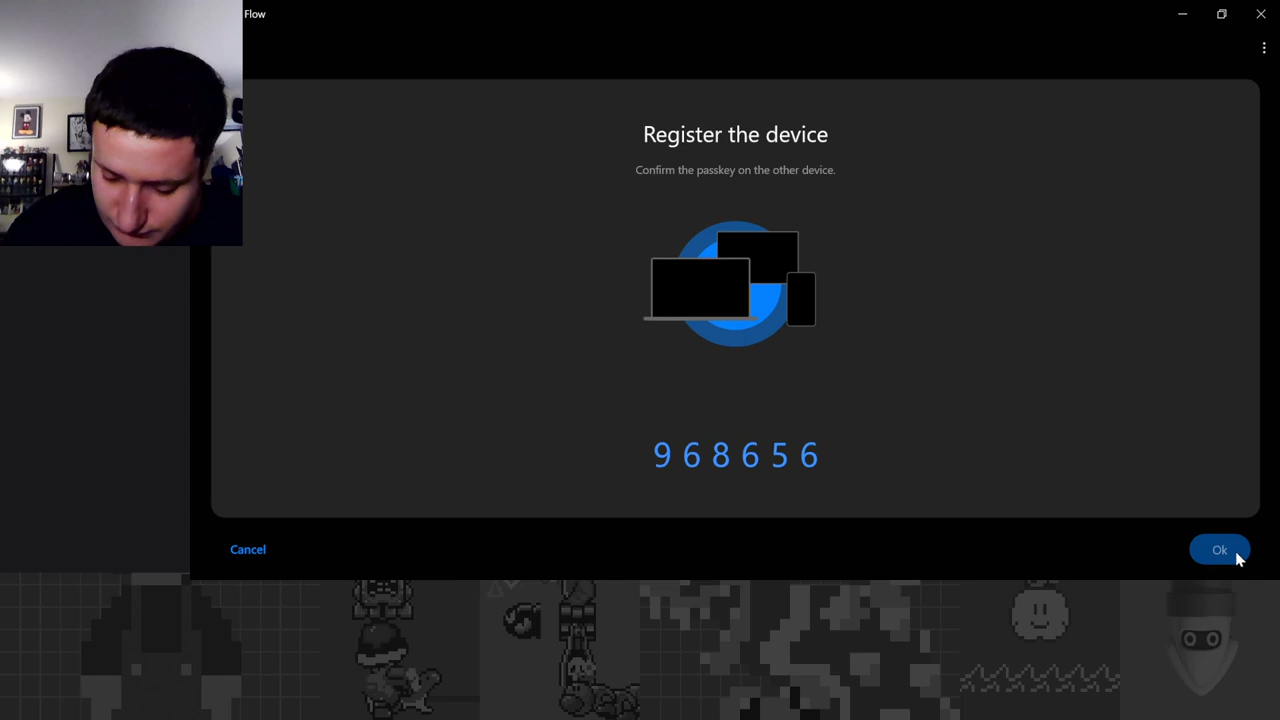 Flow
Register the device
Confirm the passkey on the other device.
9 6 8 6 5 6
Cancel
Ok